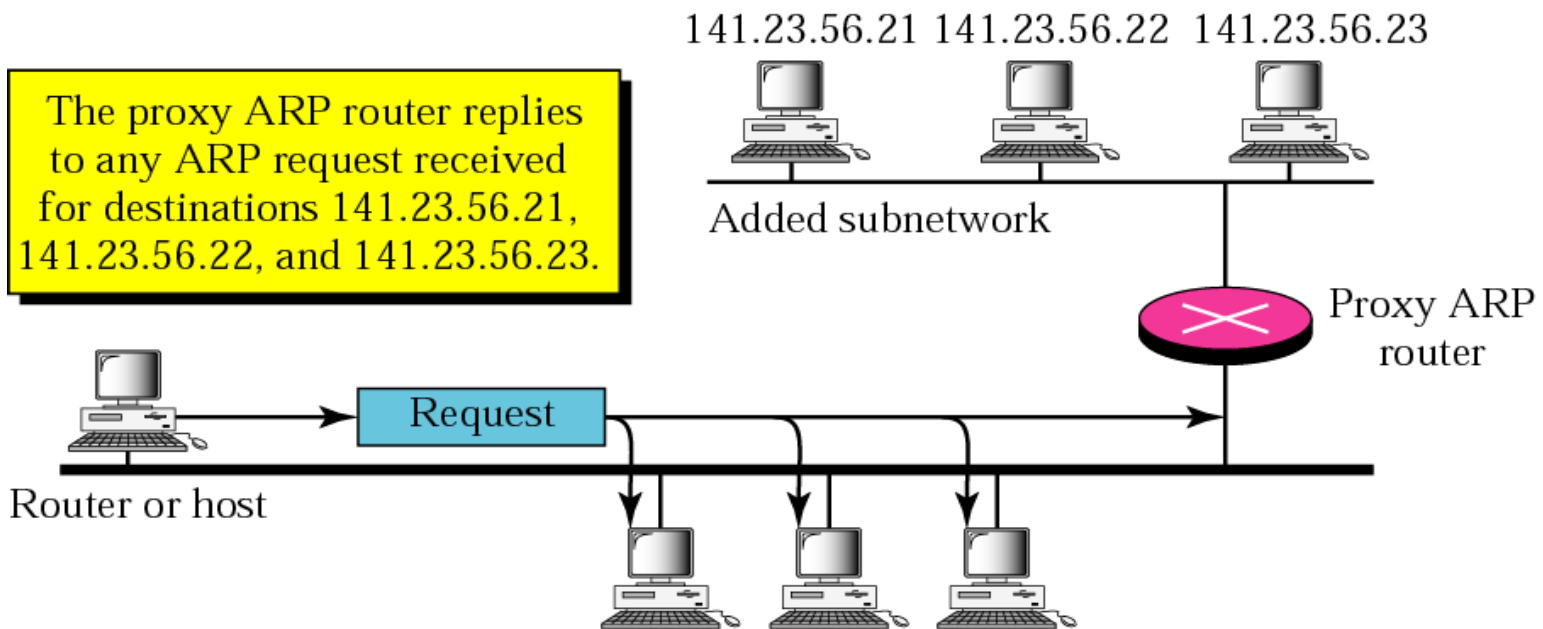 141.23.56.21 141.23.56.22 141.23.56.23
The proxy ARP router replies
to any ARP request received
for destinations 141.23.56.21,
141.23.56.22, and 141.23.56.23.
Added subnetwork
Proxy ARP
router
Request
Router or host